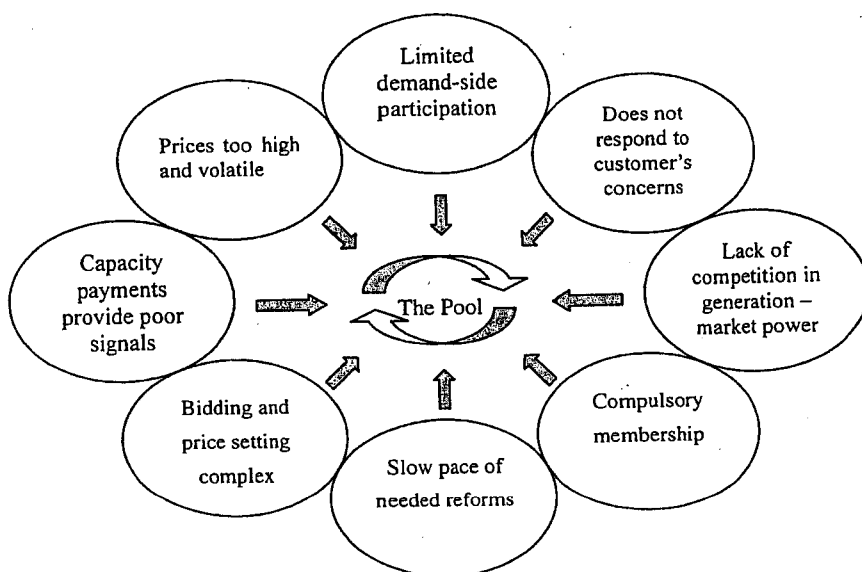 Limited
demand-side
participation
Does not
respond to
customer's
concerns
Lack of
competition in
generation –
market power
Compulsory
membership
Slow pace of
needed reforms
Bidding and
price setting
complex
Capacity
payments
provide poor
signals
Prices too high
and volatile
The Pool